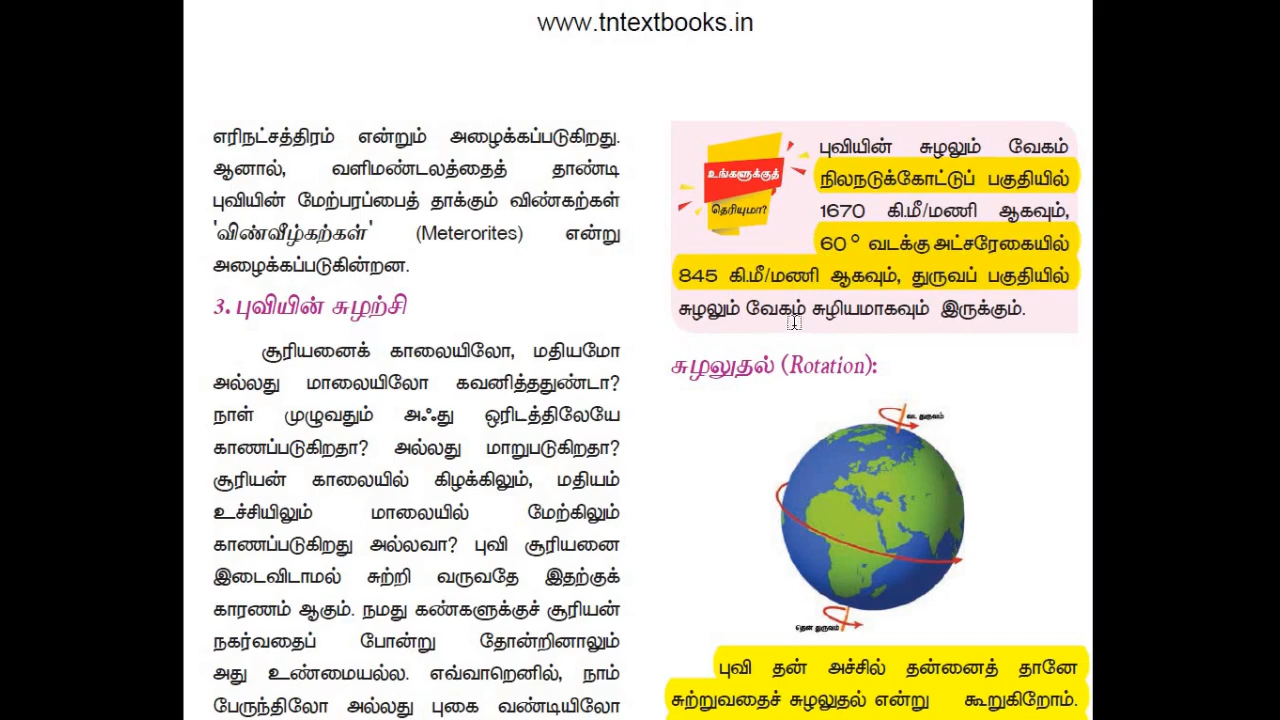 www.tntextbooks.in
எரிநட்சத்திரம் என்றும் அழைக்கப்படுகிறது.
ஆனால், வளிமண்டலத்தைத் தாண்டி
புவியின் மேற்பரப்பைத் தாக்கும் விண்கற்கள்
'விண்வீழ்கற்கள்' (Meterorites) என்று
அழைக்கப்படுகின்றன.
3. புவியின் சுழற்சி
சூரியனைக் காலையிலோ, மதியமோ
அல்லது மாலையிலோ கவனித்ததுண்டா?
நாள் முழுவதும் அஃது ஒரிடத்திலேயே
காணப்படுகிறதா? அல்லது மாறுபடுகிறதா?
சூரியன் காலையில் கிழக்கிலும், மதியம்
உச்சியிலும் மாலையில் மேற்கிலும்
காணப்படுகிறது அல்லவா? புவி சூரியனை
இடைவிடாமல் சுற்றி வருவதே இதற்குக்
காரணம் ஆகும். நமது கண்களுக்குச் சூரியன்
நகர்வதைப் போன்று தோன்றினாலும்
அது உண்மையல்ல. எவ்வாறெனில், நாம்
பேருந்திலோ அல்லது புகை வண்டியிலோ
உங்களுக்குத்
தெரியுமா?
புவியின் சுழலும் வேகம்
நிலநடுக்கோட்டுப் பகுதியில்
1670 கி.மீ/மணி ஆகவும்,
60° வடக்கு அட்சரேகையில்
845 கி.மீ/மணி ஆகவும், துருவப் பகுதியில்
சுழலும் வேகம் சுழியமாகவும் இருக்கும்.
சுழலுதல் (Rotation):
வட துருவம்
தென் துருவம்
புவி தன் அச்சில் தன்னைத் தானே
சுற்றுவதைச் சுழலுதல் என்று கூறுகிறோம்.